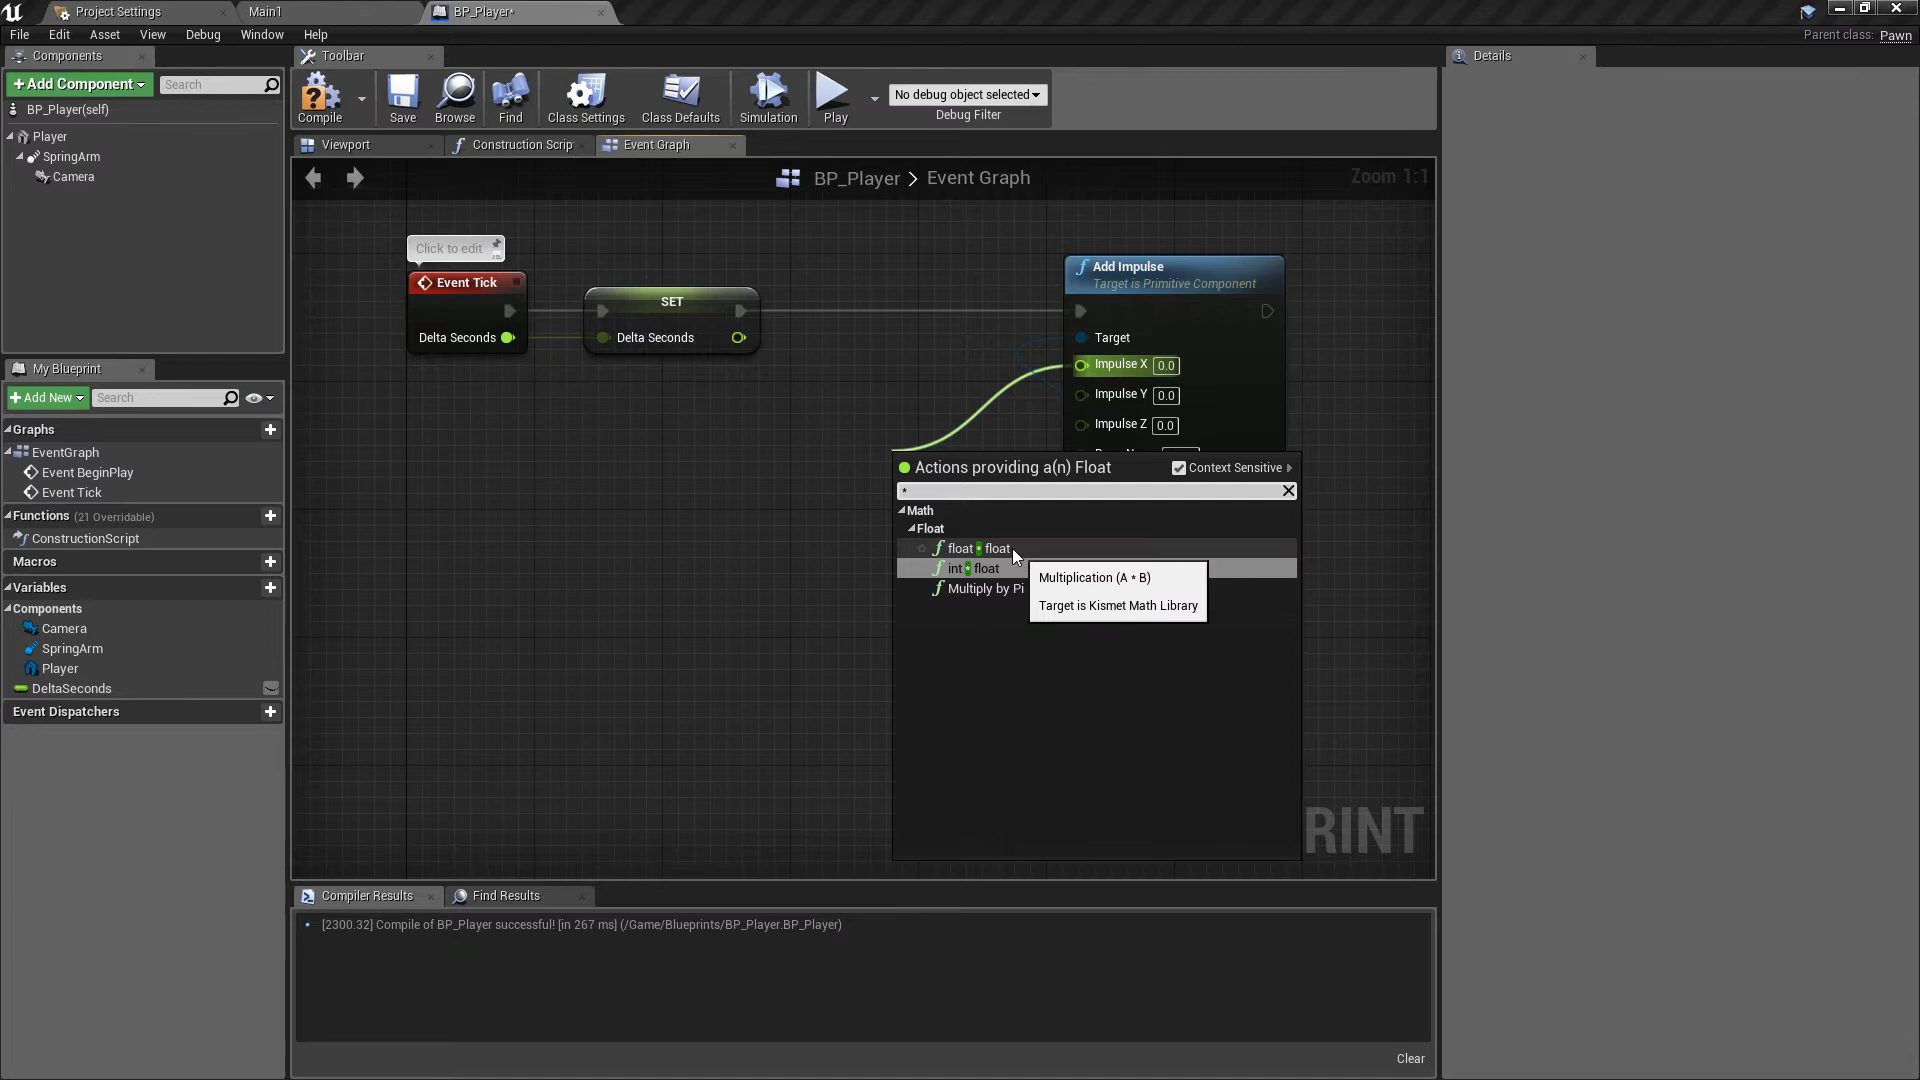 Project Settings
Main1
BP_Player*
File Edit Asset View Debug Window Help
Parent class: Pawn
Components
+Add Component
Search
BP_Player(self)
Player
SpringArm
Camera
Toolbar
Compile
Save
Browse
Find
Class Settings
Class Defaults
Simulation
Play
No debug object selected
Debug Filter
Details
Viewport
Construction Scrip
Event Graph
BP_Player > Event Graph
Zoom 1:1
Click to edit
Event Tick
Delta Seconds
SET
Delta Seconds
Add Impulse
Target is Primitive Component
Target
Impulse X 0.0
Impulse Y 0.0
Impulse Z 0.0
Actions providing a(n) Float
Context Sensitive
*
Math
Float
float * float
int * float
Multiply by Pi
Multiplication (A * B)
Target is Kismet Math Library
RINT
My Blueprint
+Add New
Search
Graphs
EventGraph
Event BeginPlay
Event Tick
Functions (21 Overridable)
ConstructionScript
Macros
Variables
Components
Camera
SpringArm
Player
DeltaSeconds
Event Dispatchers
Compiler Results
Find Results
[2300.32] Compile of BP_Player successful! [in 267 ms] (/Game/Blueprints/BP_Player.BP_Player)
Clear